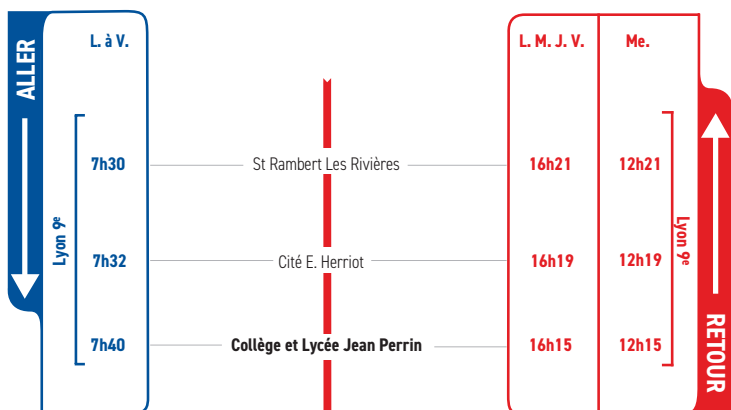 ALLER
L. à V.
L. M. J. V.
Me.
7h30
St Rambert Les Rivières
16h21
12h21
Lyon 9e
7h32
Cité E. Herriot
16h19
12h19
Lyon 9e
7h40
Collège et Lycée Jean Perrin
16h15
12h15
RETOUR